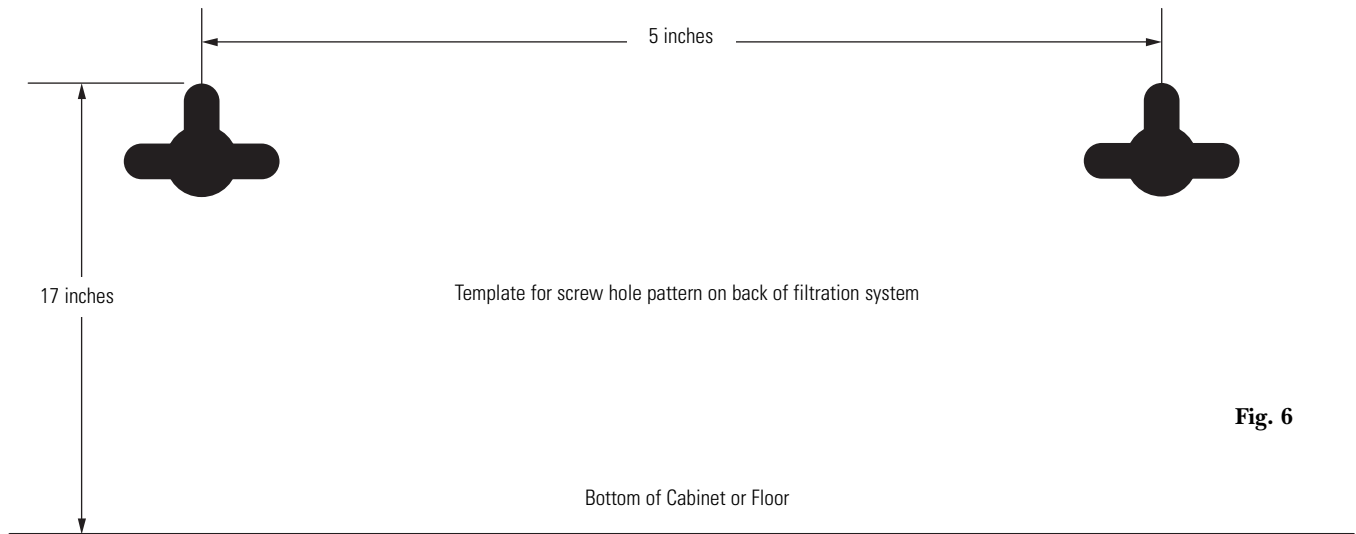 5 inches
17 inches
Template for screw hole pattern on back of filtration system
Fig. 6
Bottom of Cabinet or Floor